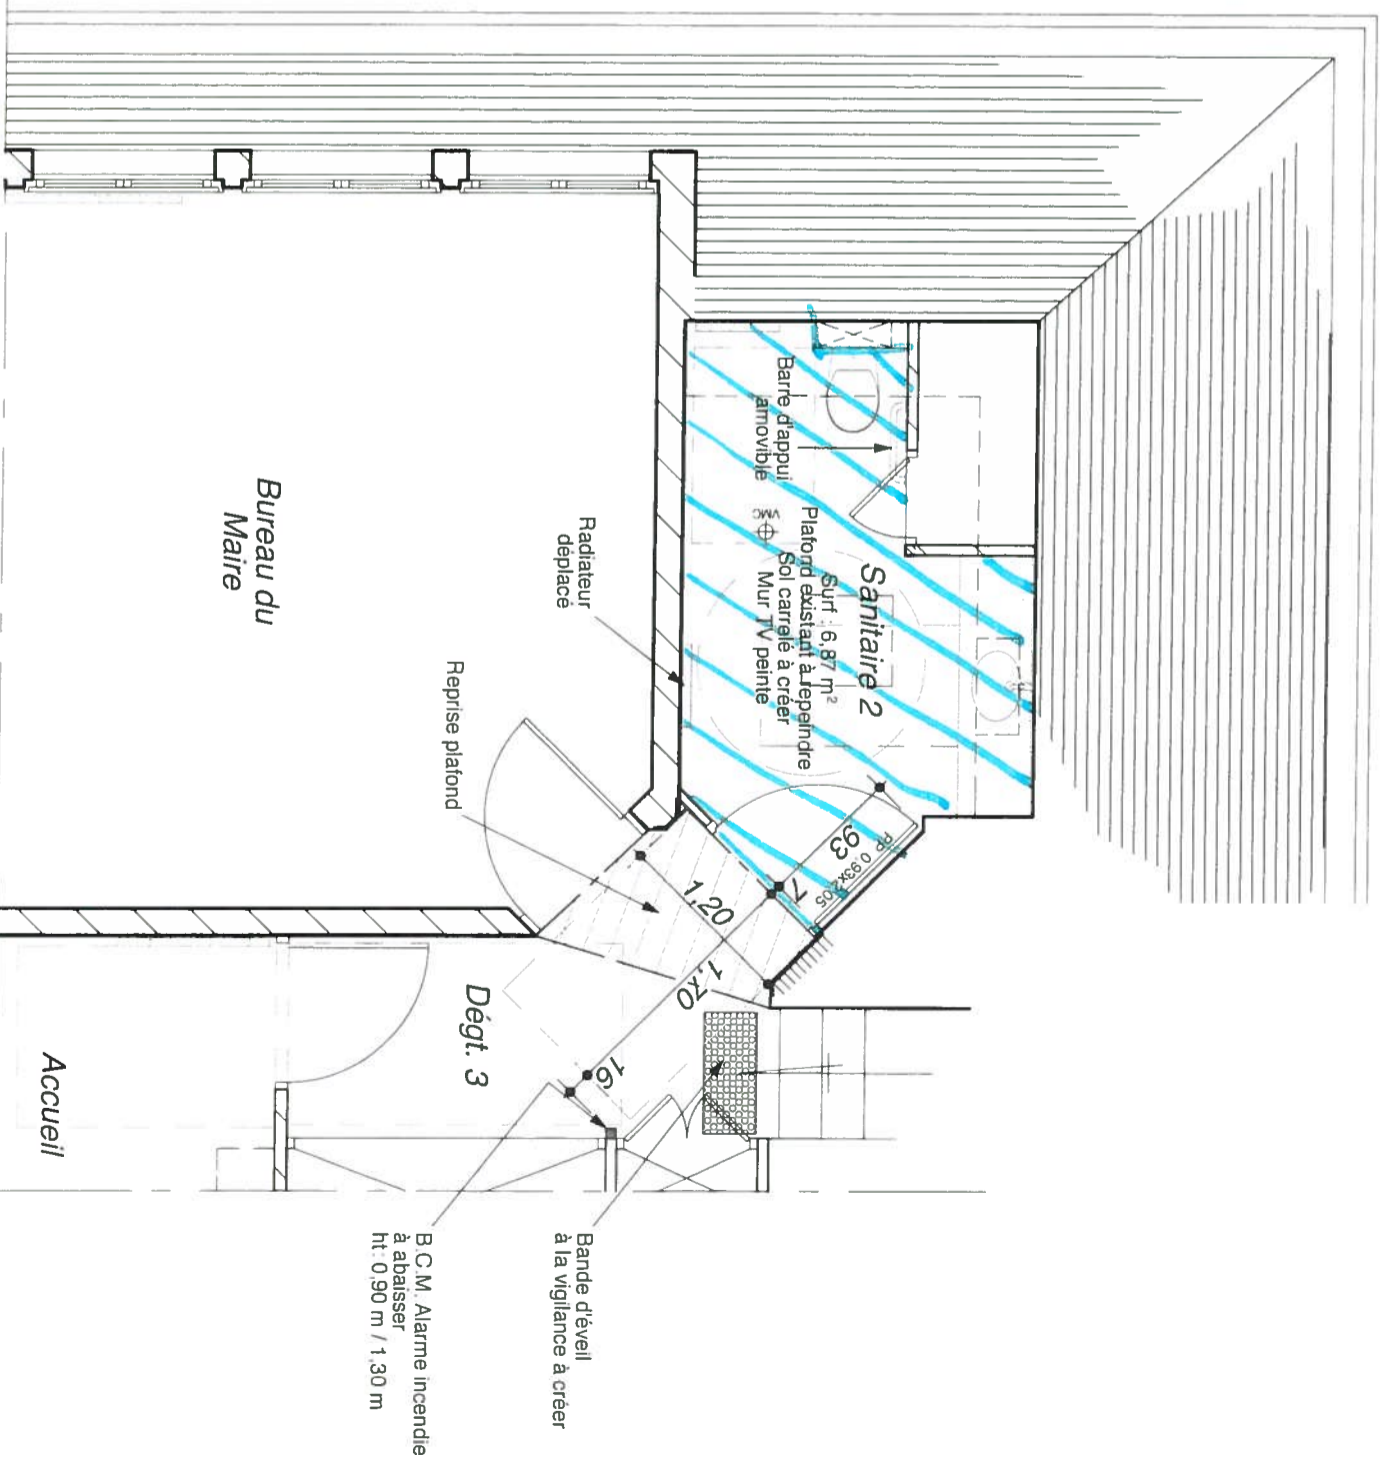 Sanitaire 2
Surf : 6,87 m²
Plafond existant à repeindre
Sol carrelé à créer
Mur TV peinte
VMC
Barre d'appui
amovible
Radiateur
déplacé
Bureau du
Maire
Reprise plafond
93
PP 0.93x2.05
7
1,20
1,70
16
Dégt. 3
Accueil
Bande d'éveil
à la vigilance à créer
B.C.M. Alarme incendie
à abaisser
ht: 0,90 m / 1,30 m